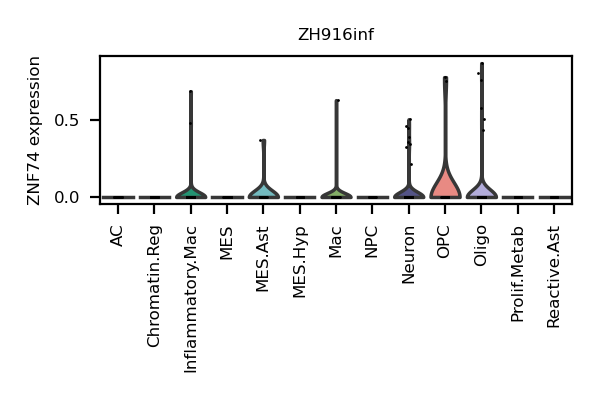 ZH916inf
ZNF74 expression
0.5
0.0
AC
Chromatin.Reg
Inflammatory.Mac
MES
MES.Ast
MES.Hyp
Mac
NPC
Neuron
OPC
Oligo
Prolif.Metab
Reactive.Ast